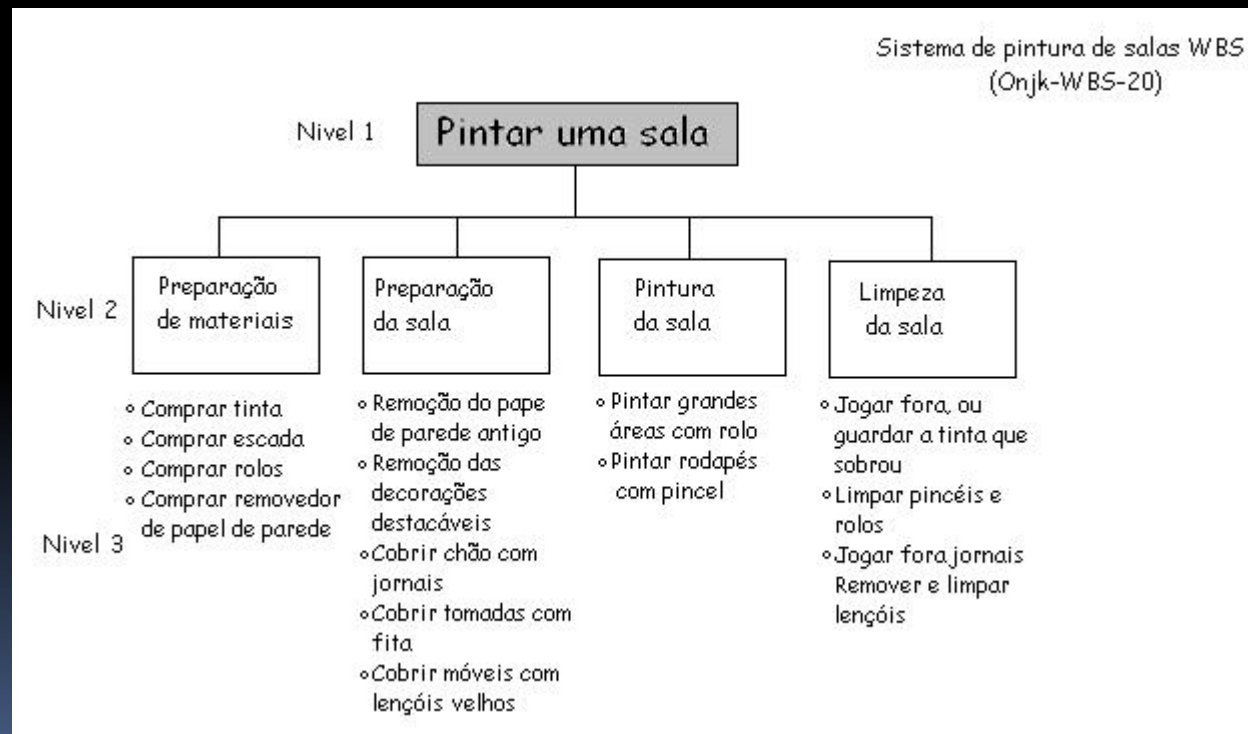 Sistema de pintura de salas WBS
(Onjk-WBS-20)
Nivel 1
Pintar uma sala
Nivel 2
Preparação
de materiais
Preparação
da sala
Pintura
da sala
Limpeza
da sala
Nivel 3
Comprar tinta
Comprar escada
Comprar rolos
Comprar removedor
de papel de parede
Remoção do pape
de parede antigo
Remoção das
decorações
destacáveis
Cobrir chão com
jornais
Cobrir tomadas com
fita
Cobrir móveis com
lençóis velhos
Pintar grandes
áreas com rolo
Pintar rodapés
com pincel
Jogar fora, ou
guardar a tinta que
sobrou
Limpar pincéis e
rolos
Jogar fora jornais
Remover e limpar
lençóis